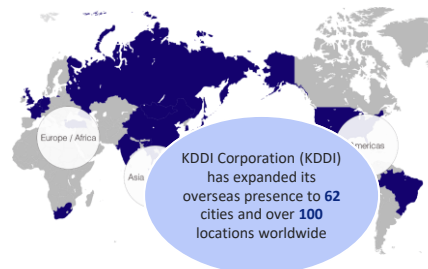 Europe / Africa
Asia
Americas
KDDI Corporation (KDDI)
has expanded its
overseas presence to 62
cities and over 100
locations worldwide